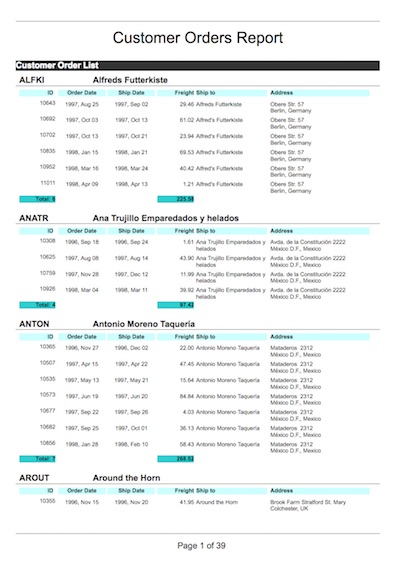 Customer Orders Report
Customer Order List
ALFKI Alfreds Futterkiste
ID Order Date Ship Date Freight Ship to Address
10643 1997, Aug 25 1997, Sep 02 29.46 Alfreds Futterkiste Obere Str. 57
Berlin, Germany
10692 1997, Oct 03 1997, Oct 13 61.02 Alfred's Futterkiste Obere Str. 57
Berlin, Germany
10702 1997, Oct 13 1997, Oct 21 23.94 Alfred's Futterkiste Obere Str. 57
Berlin, Germany
10835 1998, Jan 15 1998, Jan 21 69.53 Alfred's Futterkiste Obere Str. 57
Berlin, Germany
10952 1998, Mar 16 1998, Mar 24 40.42 Alfred's Futterkiste Obere Str. 57
Berlin, Germany
11011 1998, Apr 09 1998, Apr 13 1.21 Alfred's Futterkiste Obere Str. 57
Berlin, Germany
Total: 6 225.58
ANATR Ana Trujillo Emparedados y helados
ID Order Date Ship Date Freight Ship to Address
10308 1996, Sep 18 1996, Sep 24 1.61 Ana Trujillo Emparedados y Avda. de la Constitución 2222
helados México D.F., Mexico
10625 1997, Aug 08 1997, Aug 14 43.90 Ana Trujillo Emparedados y Avda. de la Constitución 2222
helados México D.F., Mexico
10759 1997, Nov 28 1997, Dec 12 11.99 Ana Trujillo Emparedados y Avda. de la Constitución 2222
helados México D.F., Mexico
10926 1998, Mar 04 1998, Mar 11 39.92 Ana Trujillo Emparedados y Avda. de la Constitución 2222
helados México D.F., Mexico
Total: 4 97.42
ANTON Antonio Moreno Taquería
ID Order Date Ship Date Freight Ship to Address
10365 1996, Nov 27 1996, Dec 02 22.00 Antonio Moreno Taquería Mataderos 2312
México D.F., Mexico
10507 1997, Apr 15 1997, Apr 22 47.45 Antonio Moreno Taquería Mataderos 2312
México D.F., Mexico
10535 1997, May 13 1997, May 21 15.64 Antonio Moreno Taquería Mataderos 2312
México D.F., Mexico
10573 1997, Jun 19 1997, Jun 20 84.84 Antonio Moreno Taquería Mataderos 2312
México D.F., Mexico
10677 1997, Sep 22 1997, Sep 26 4.03 Antonio Moreno Taquería Mataderos 2312
México D.F., Mexico
10682 1997, Sep 25 1997, Oct 01 36.13 Antonio Moreno Taquería Mataderos 2312
México D.F., Mexico
10856 1998, Jan 28 1998, Feb 10 58.43 Antonio Moreno Taquería Mataderos 2312
México D.F., Mexico
Total: 7 268.52
AROUT Around the Horn
ID Order Date Ship Date Freight Ship to Address
10355 1996, Nov 15 1996, Nov 20 41.95 Around the Horn Brook Farm Stratford St. Mary
Colchester, UK
Page 1 of 39